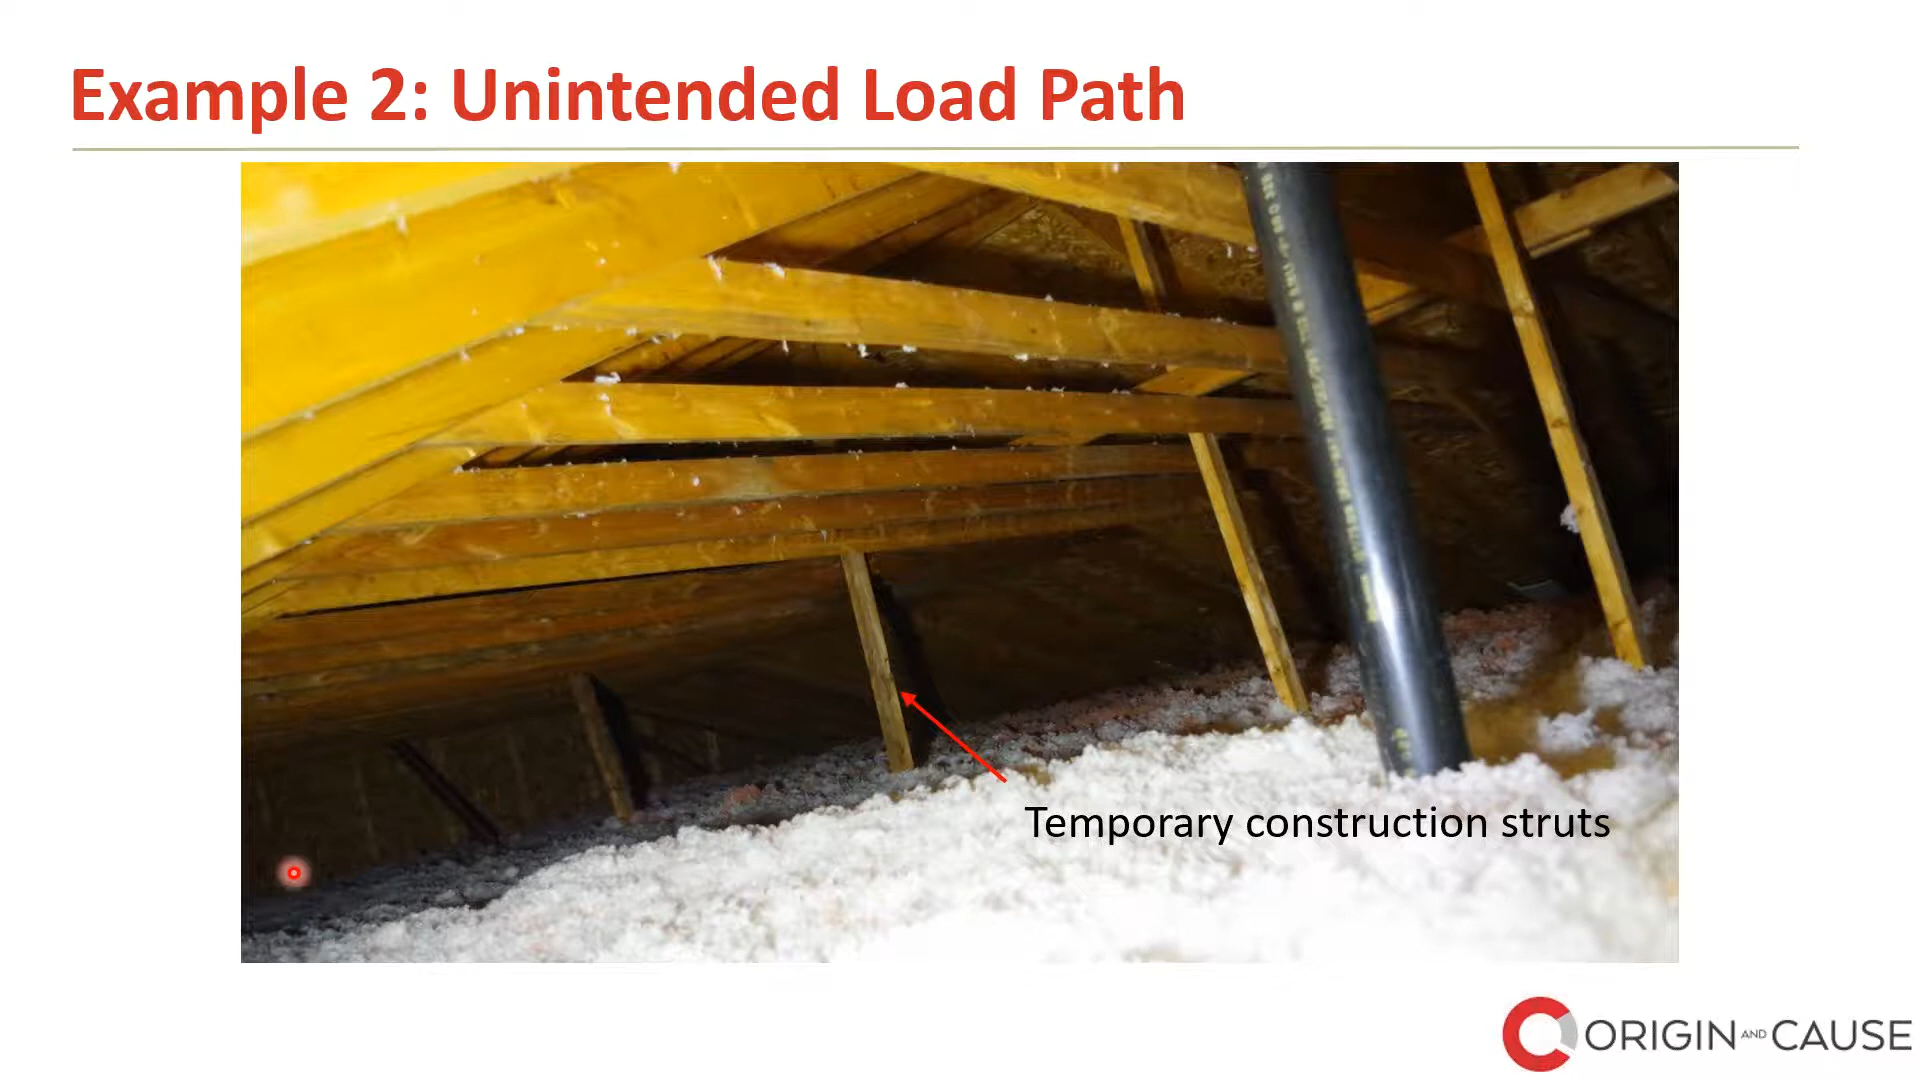 Example 2: Unintended Load Path
Temporary construction struts
ORIGIN AND CAUSE